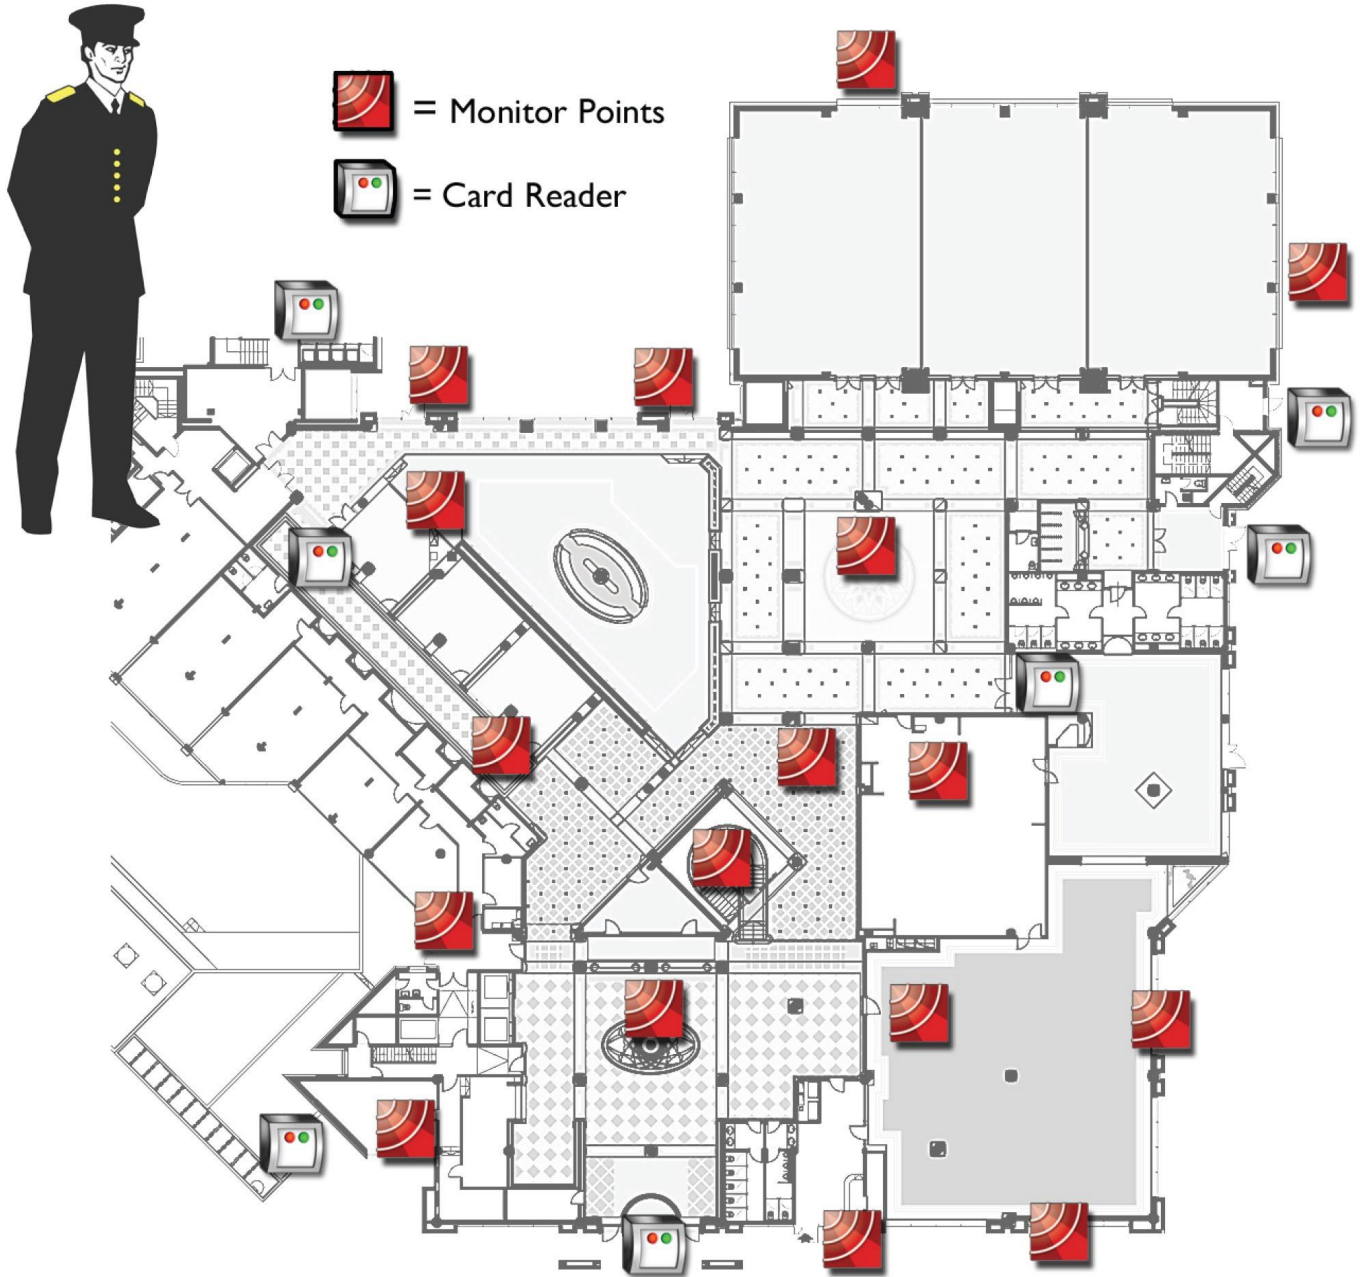 = Monitor Points
= Card Reader